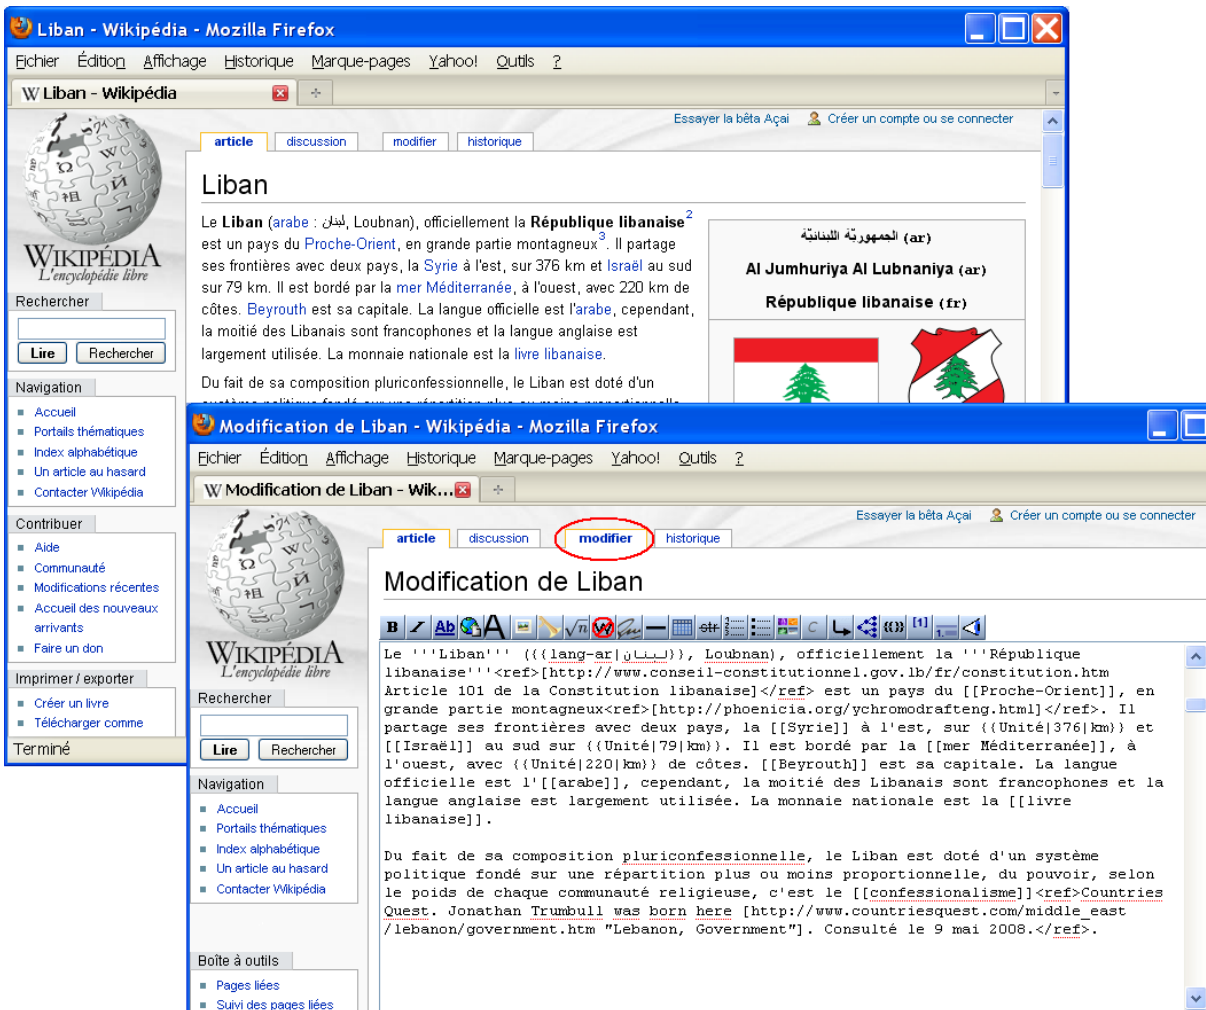 Liban - Wikipédia - Mozilla Firefox
Fichier Édition Affichage Historique Marque-pages Yahoo! Outils ?
W Liban - Wikipédia
Essayer la bêta Açai Créer un compte ou se connecter
article discussion modifier historique
WIKIPÉDIA
L'encyclopédie libre
Rechercher
Lire Rechercher
Navigation
Accueil
Portails thématiques
Index alphabétique
Un article au hasard
Contacter Wikipédia
Contribuer
Aide
Communauté
Modifications récentes
Accueil des nouveaux
arrivants
Faire un don
Imprimer / exporter
Créer un livre
Télécharger comme
Terminé
Liban
Le Liban (arabe : لبنان, Loubnan), officiellement la République libanaise2
est un pays du Proche-Orient, en grande partie montagneux3. Il partage
ses frontières avec deux pays, la Syrie à l'est, sur 376 km et Israël au sud
sur 79 km. Il est bordé par la mer Méditerranée, à l'ouest, avec 220 km de
côtes. Beyrouth est sa capitale. La langue officielle est l'arabe, cependant,
la moitié des Libanais sont francophones et la langue anglaise est
largement utilisée. La monnaie nationale est la livre libanaise.
Du fait de sa composition pluriconfessionnelle, le Liban est doté d'un
système politique fondé sur une répartition plus ou moins proportionnelle
الجمهوريّة اللبنانيّة (ar)
Al Jumhuriya Al Lubnaniya (ar)
République libanaise (fr)
Modification de Liban - Wikipédia - Mozilla Firefox
Fichier Édition Affichage Historique Marque-pages Yahoo! Outils ?
W Modification de Liban - Wik...
Essayer la bêta Açai Créer un compte ou se connecter
article discussion modifier historique
WIKIPÉDIA
L'encyclopédie libre
Rechercher
Lire Rechercher
Navigation
Accueil
Portails thématiques
Index alphabétique
Un article au hasard
Contacter Wikipédia
Boîte à outils
Pages liées
Suivi des pages liées
Modification de Liban
B I Ab A √n W str C [1]
Le '''Liban''' ({{lang-ar|لبنان}}, Loubnan), officiellement la '''République
libanaise'''<ref>[http://www.conseil-constitutionnel.gov.lb/fr/constitution.htm
Article 101 de la Constitution libanaise]</ref> est un pays du [[Proche-Orient]], en
grande partie montagneux<ref>[http://phoenicia.org/ychromodrafteng.html]</ref>. Il
partage ses frontières avec deux pays, la [[Syrie]] à l'est, sur {{Unité|376|km}} et
[[Israël]] au sud sur {{Unité|79|km}}. Il est bordé par la [[mer Méditerranée]], à
l'ouest, avec {{Unité|220|km}} de côtes. [[Beyrouth]] est sa capitale. La langue
officielle est l'[[arabe]], cependant, la moitié des Libanais sont francophones et la
langue anglaise est largement utilisée. La monnaie nationale est la [[livre
libanaise]].
Du fait de sa composition pluriconfessionnelle, le Liban est doté d'un système
politique fondé sur une répartition plus ou moins proportionnelle, du pouvoir, selon
le poids de chaque communauté religieuse, c'est le [[confessionalisme]]<ref>Countries
Quest. Jonathan Trumbull was born here [http://www.countriesquest.com/middle_east
/lebanon/government.htm "Lebanon, Government"]. Consulté le 9 mai 2008.</ref>.